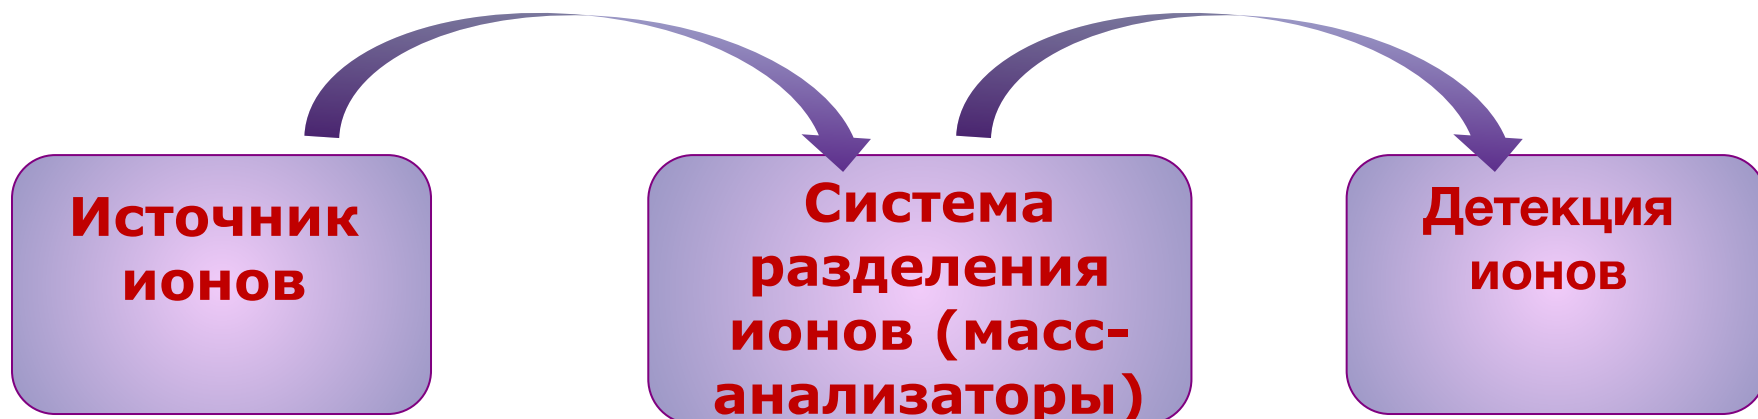 Источник
ионов
Система
разделения
ионов (масс-
анализаторы)
Детекция
ионов